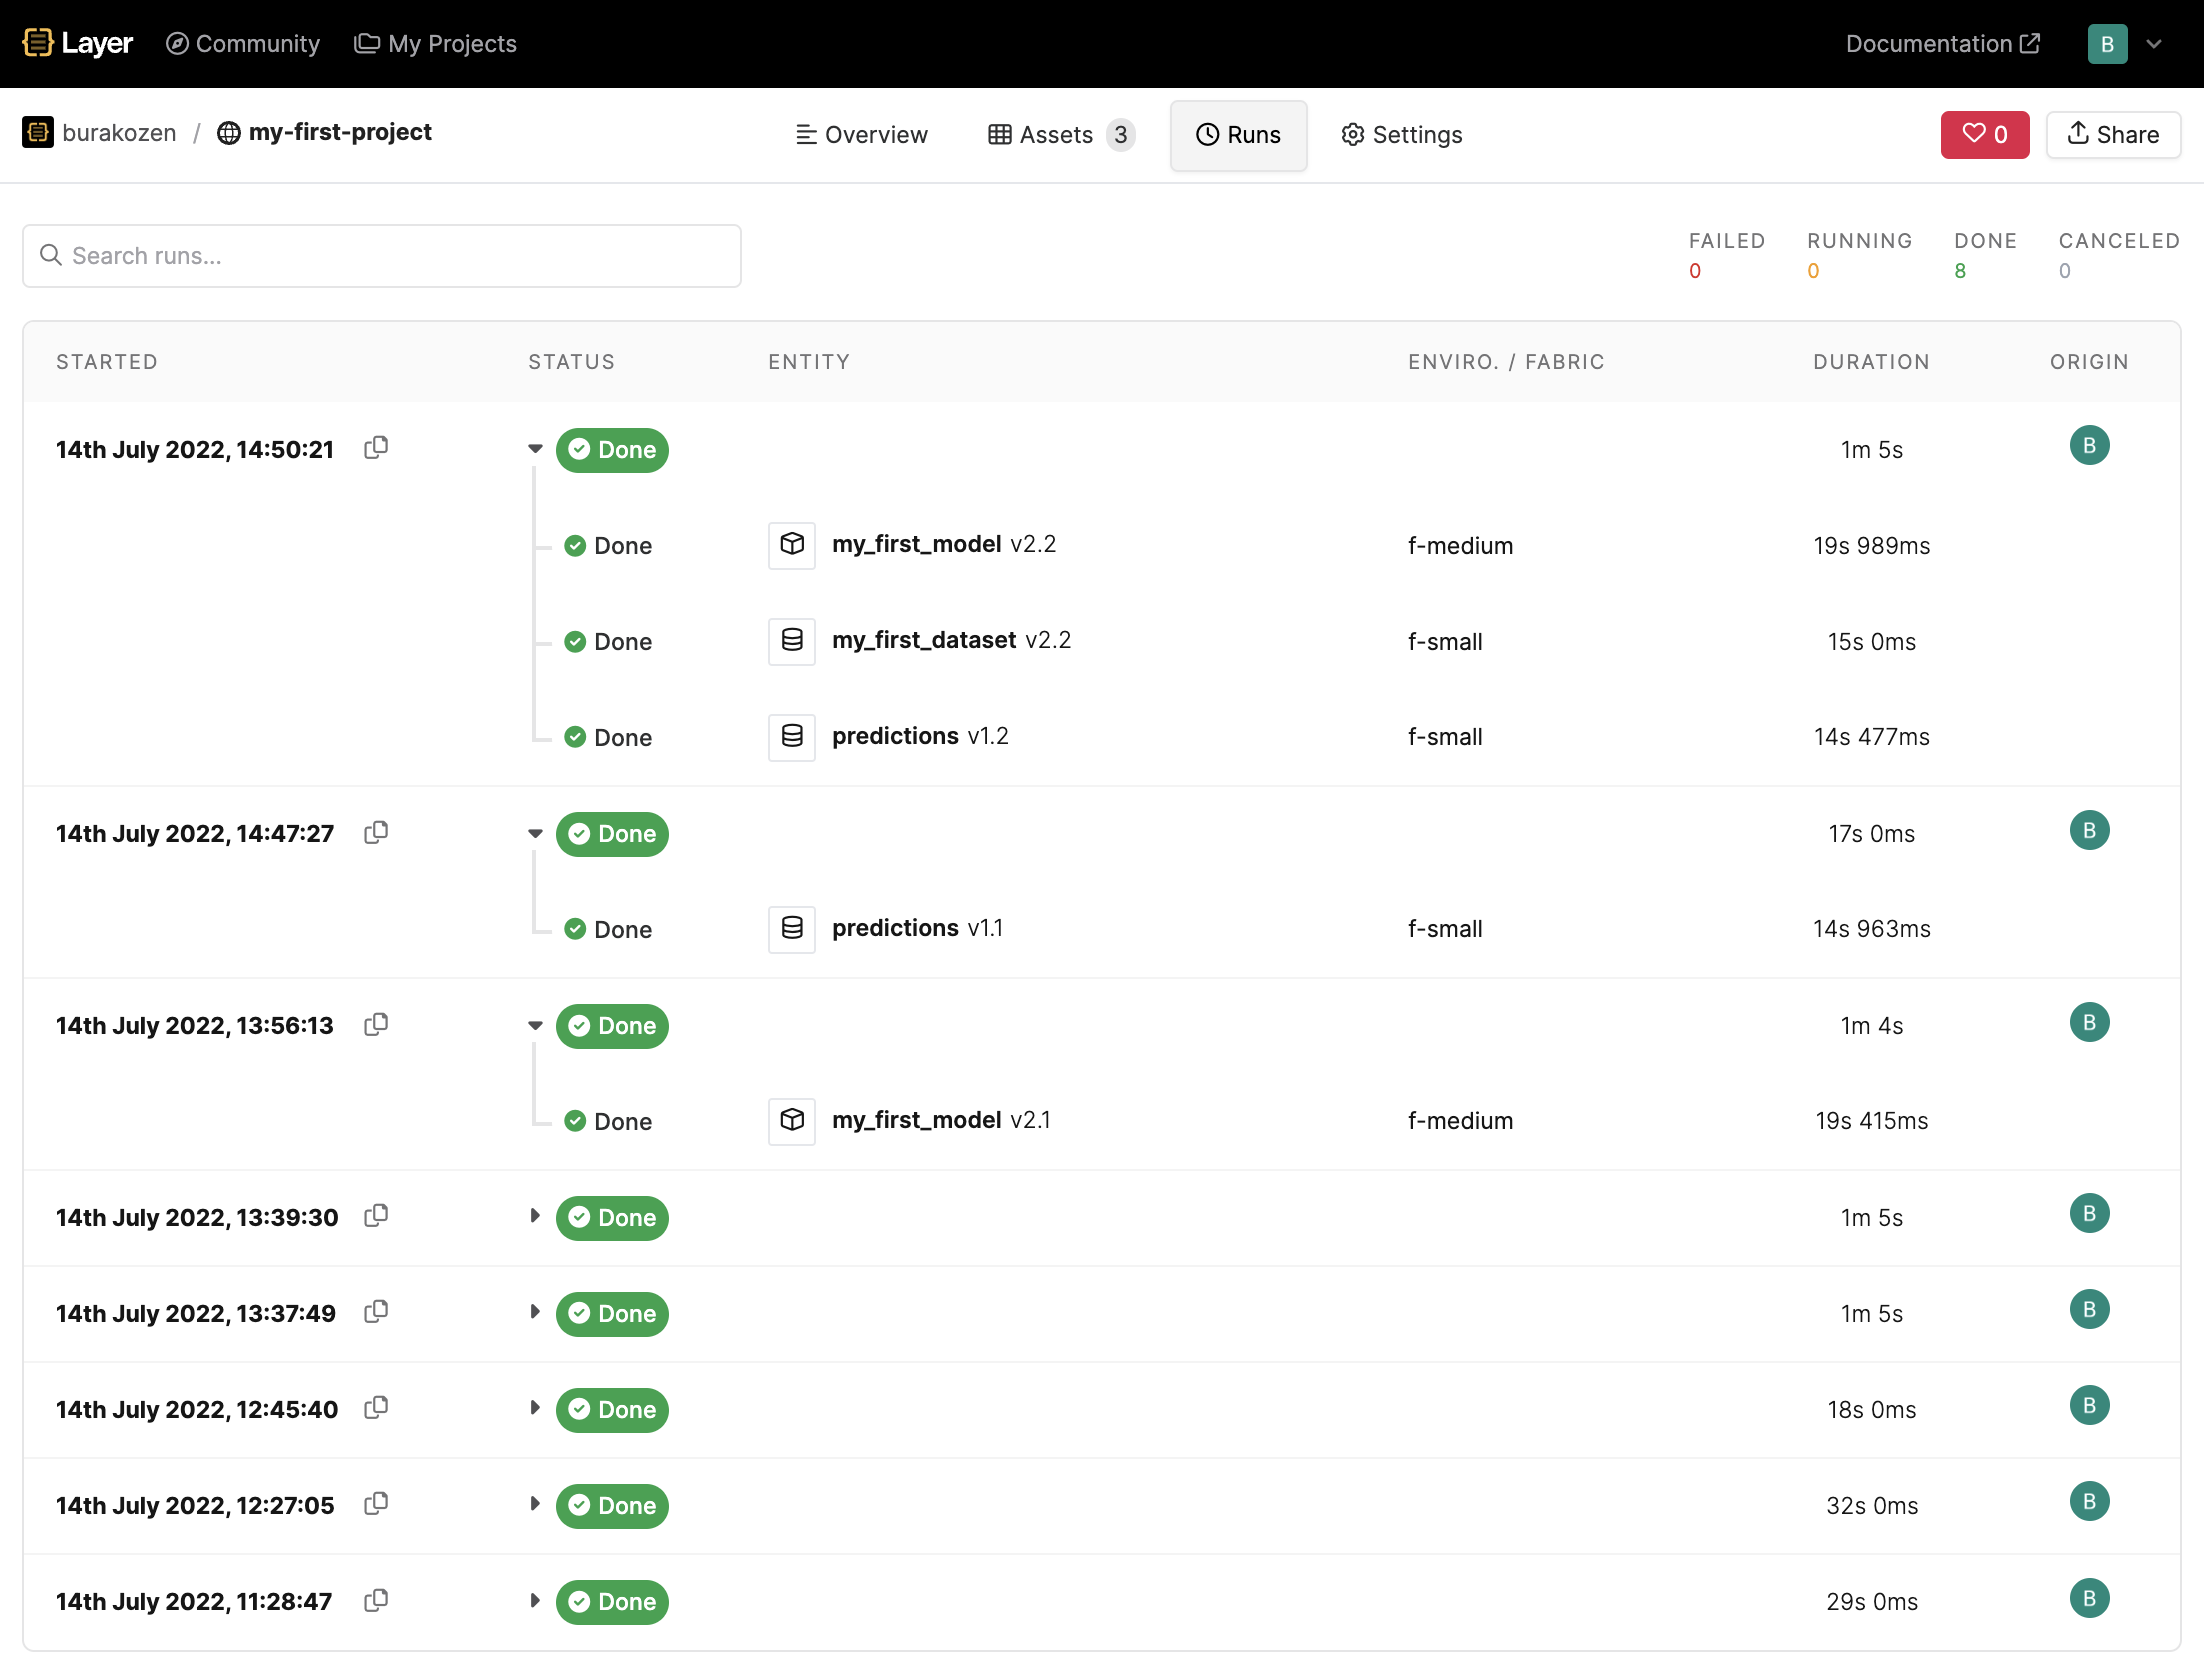 Layer Community My Projects Documentation B
burakozen / my-first-project Overview Assets 3 Runs Settings 0 Share
Search runs...
FAILED RUNNING DONE CANCELED
0 0 8 0
STARTED STATUS ENTITY ENVIRO. / FABRIC DURATION ORIGIN
14th July 2022, 14:50:21 Done 1m 5s B
Done my_first_model v2.2 f-medium 19s 989ms
Done my_first_dataset v2.2 f-small 15s 0ms
Done predictions v1.2 f-small 14s 477ms
14th July 2022, 14:47:27 Done 17s 0ms B
Done predictions v1.1 f-small 14s 963ms
14th July 2022, 13:56:13 Done 1m 4s B
Done my_first_model v2.1 f-medium 19s 415ms
14th July 2022, 13:39:30 Done 1m 5s B
14th July 2022, 13:37:49 Done 1m 5s B
14th July 2022, 12:45:40 Done 18s 0ms B
14th July 2022, 12:27:05 Done 32s 0ms B
14th July 2022, 11:28:47 Done 29s 0ms B